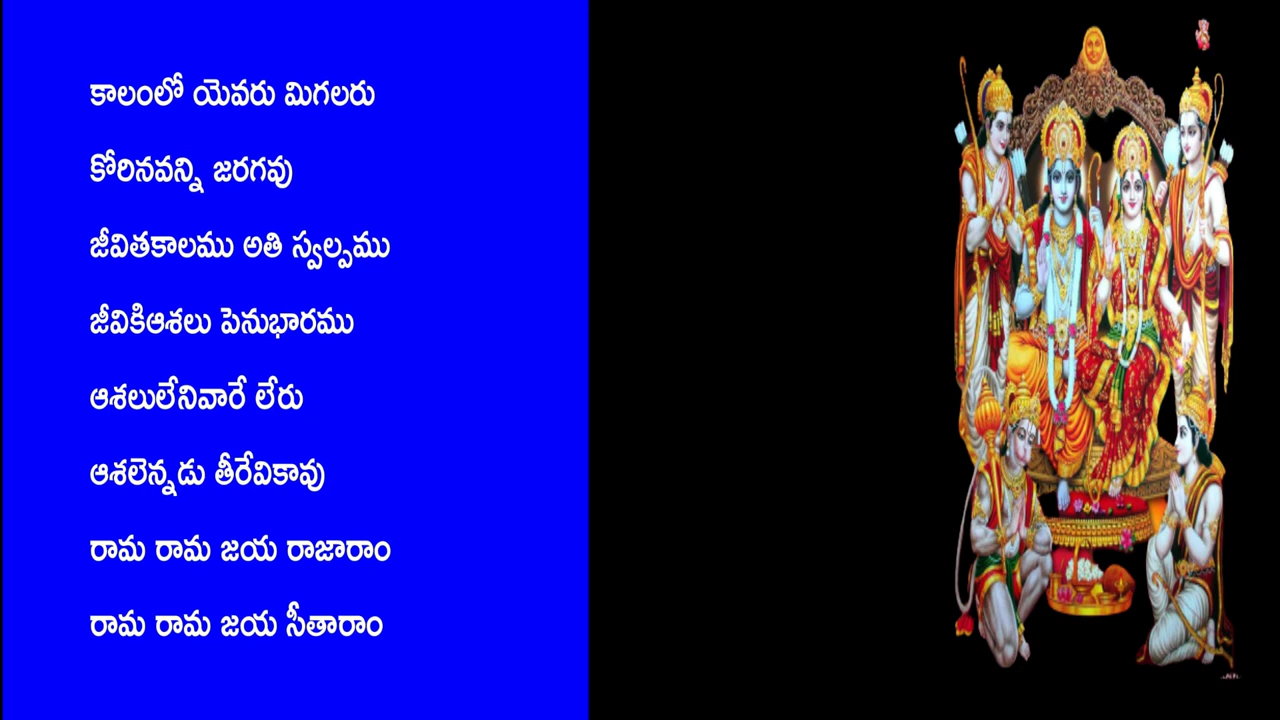 కాలంలో యెవరు మిగలరు
కోరినవన్ని జరగవు
జీవితకాలము అతి స్వల్పము
జీవికిఆశలు పెనుభారము
ఆశలులేనివారే లేరు
ఆశలెన్నడు తీరేవికావు
రామ రామ జయ రాజారాం
రామ రామ జయ సీతారాం